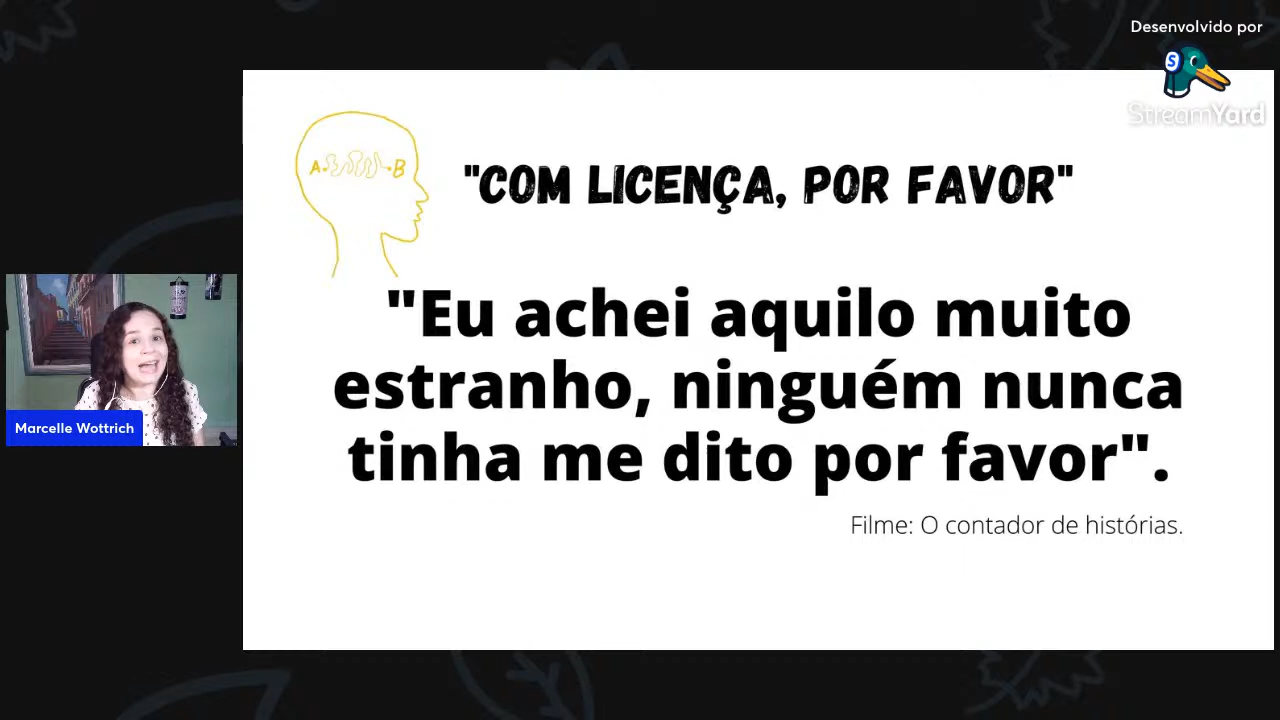 Desenvolvido por
S
StreamYard
A B
"COM LICENÇA, POR FAVOR"
"Eu achei aquilo muito
estranho, ninguém nunca
tinha me dito por favor".
Filme: O contador de histórias.
Marcelle Wottrich